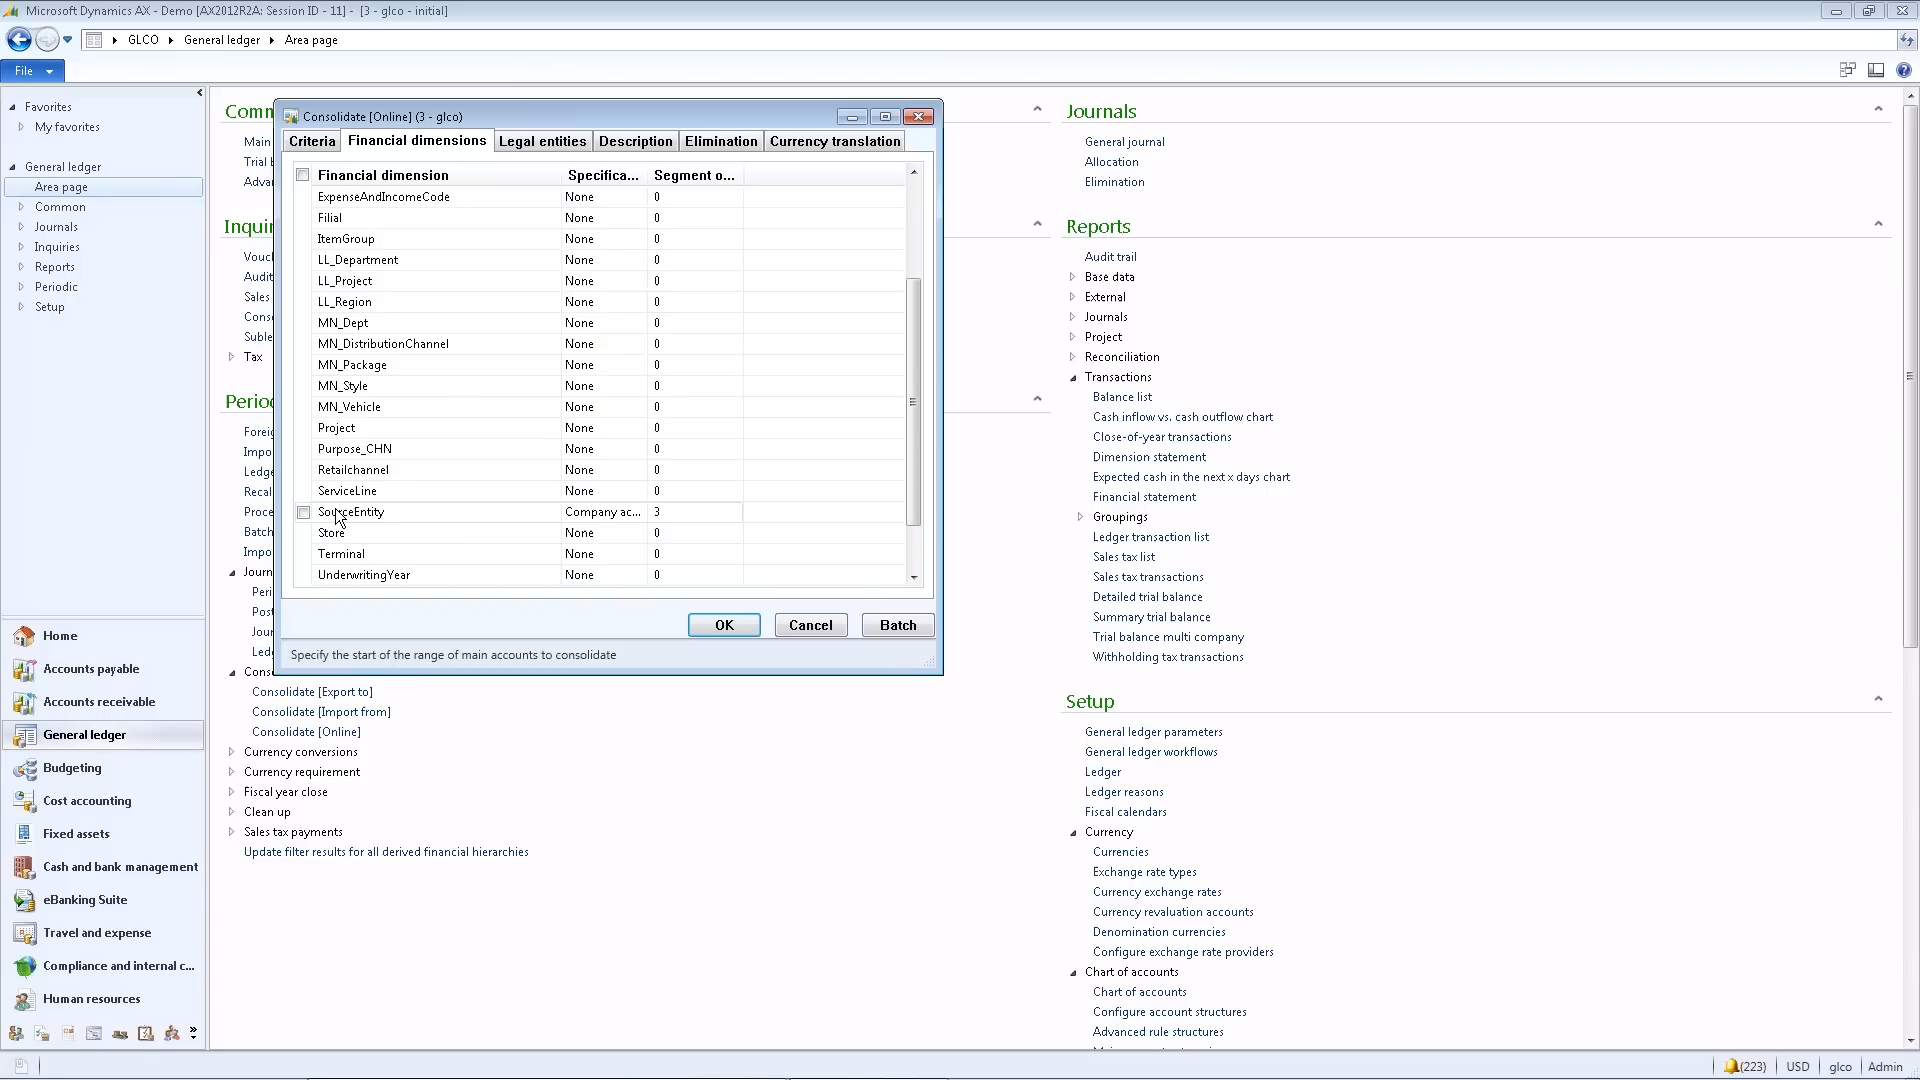 Microsoft Dynamics AX - Demo [AX2012R2A: Session ID - 11] - [3 - glco - initial]
GLCO General ledger Area page
File
Favorites
My favorites
General ledger
Area page
Common
Journals
Inquiries
Reports
Periodic
Setup
Home
Accounts payable
Accounts receivable
General ledger
Budgeting
Cost accounting
Fixed assets
Cash and bank management
eBanking Suite
Travel and expense
Compliance and internal c...
Human resources
Tax
Consolidate [Export to]
Consolidate [Import from]
Consolidate [Online]
Currency conversions
Currency requirement
Fiscal year close
Clean up
Sales tax payments
Update filter results for all derived financial hierarchies
Consolidate [Online] (3 - glco)
Criteria Financial dimensions Legal entities Description Elimination Currency translation
Financial dimension Specifica... Segment o...
ExpenseAndIncomeCode None 0
Filial None 0
ItemGroup None 0
LL_Department None 0
LL_Project None 0
LL_Region None 0
MN_Dept None 0
MN_DistributionChannel None 0
MN_Package None 0
MN_Style None 0
MN_Vehicle None 0
Project None 0
Purpose_CHN None 0
Retailchannel None 0
ServiceLine None 0
SourceEntity Company ac... 3
Store None 0
Terminal None 0
UnderwritingYear None 0
OK Cancel Batch
Specify the start of the range of main accounts to consolidate
Journals
General journal
Allocation
Elimination
Reports
Audit trail
Base data
External
Journals
Project
Reconciliation
Transactions
Balance list
Cash inflow vs. cash outflow chart
Close-of-year transactions
Dimension statement
Expected cash in the next x days chart
Financial statement
Groupings
Ledger transaction list
Sales tax list
Sales tax transactions
Detailed trial balance
Summary trial balance
Trial balance multi company
Withholding tax transactions
Setup
General ledger parameters
General ledger workflows
Ledger
Ledger reasons
Fiscal calendars
Currency
Currencies
Exchange rate types
Currency exchange rates
Currency revaluation accounts
Denomination currencies
Configure exchange rate providers
Chart of accounts
Chart of accounts
Configure account structures
Advanced rule structures
(223) USD glco Admin